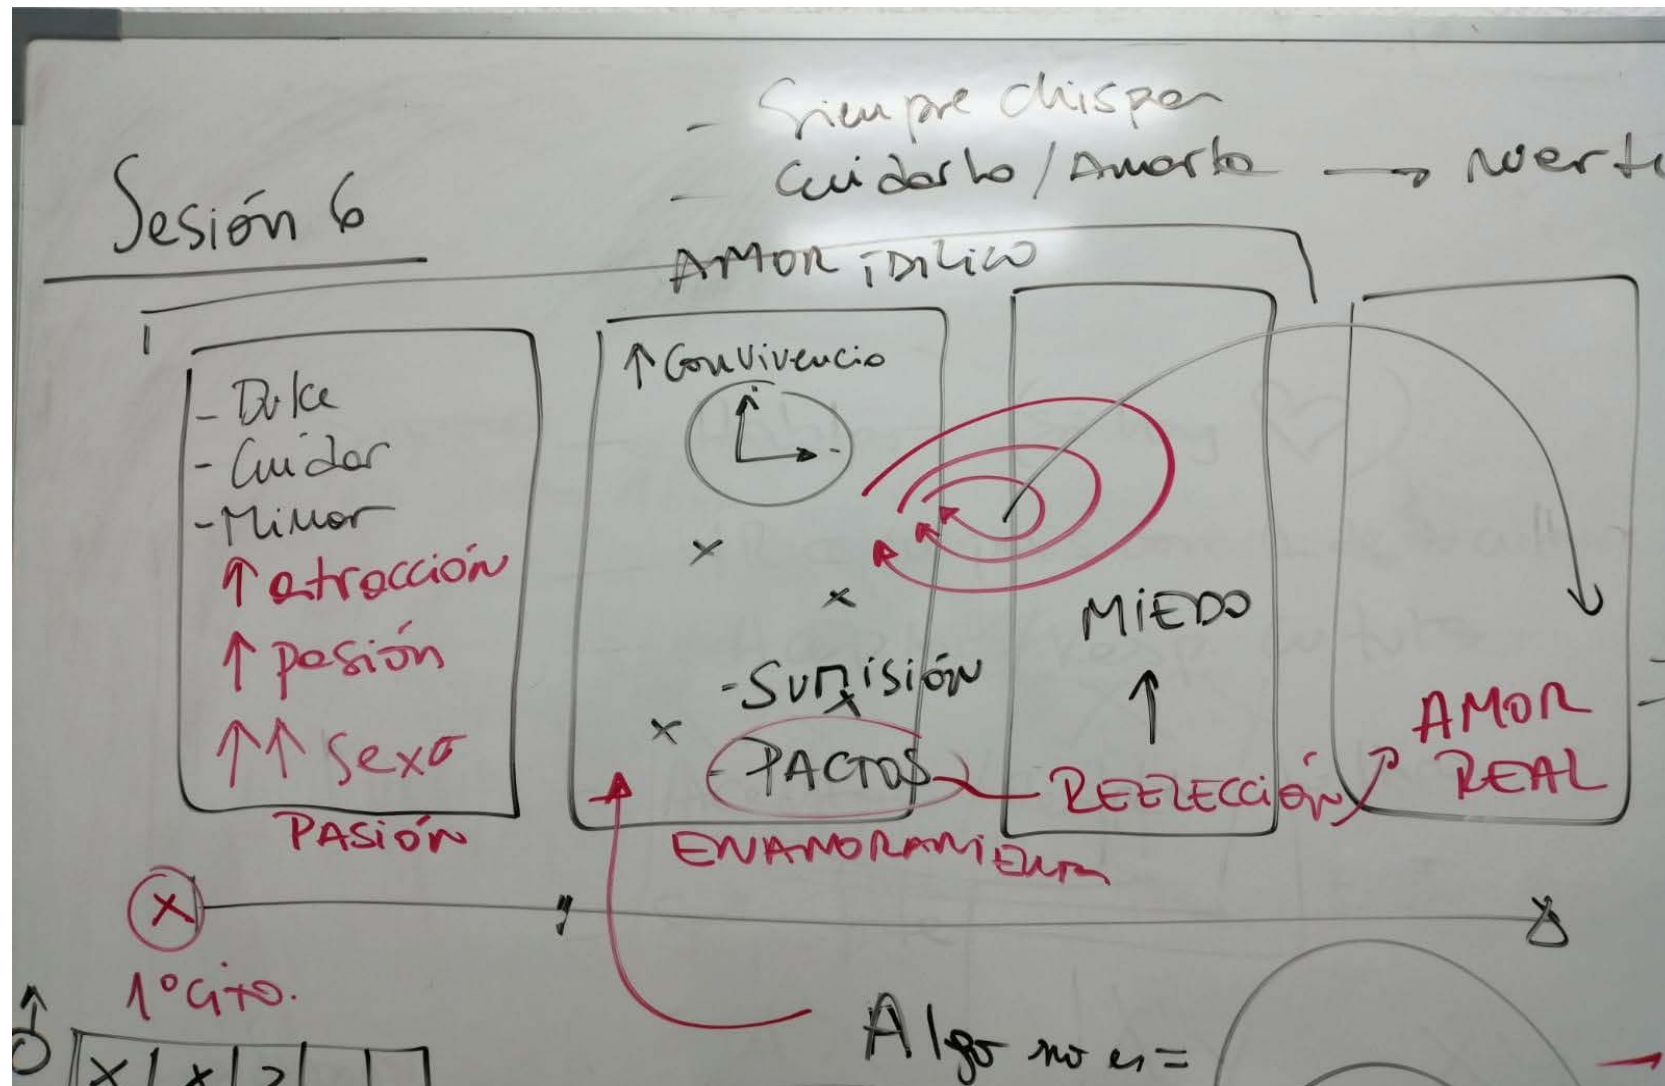 Sesión 6
- Siempre chispa
- Cuidarlo / Amarlo →
AMOR IDÍLICO
- Dulce
- Cuidar
- Mimar
↑ atracción
↑ pasión
↑↑ Sexo
PASIÓN
↑ Convivencia
x
x
x
- SUMISIÓN
x
- PACTOS
ENAMORAMIENTO
MIEDO
↑
REELECCIÓN
AMOR
REAL
X
1º cita.
Algo no es =
X X 2